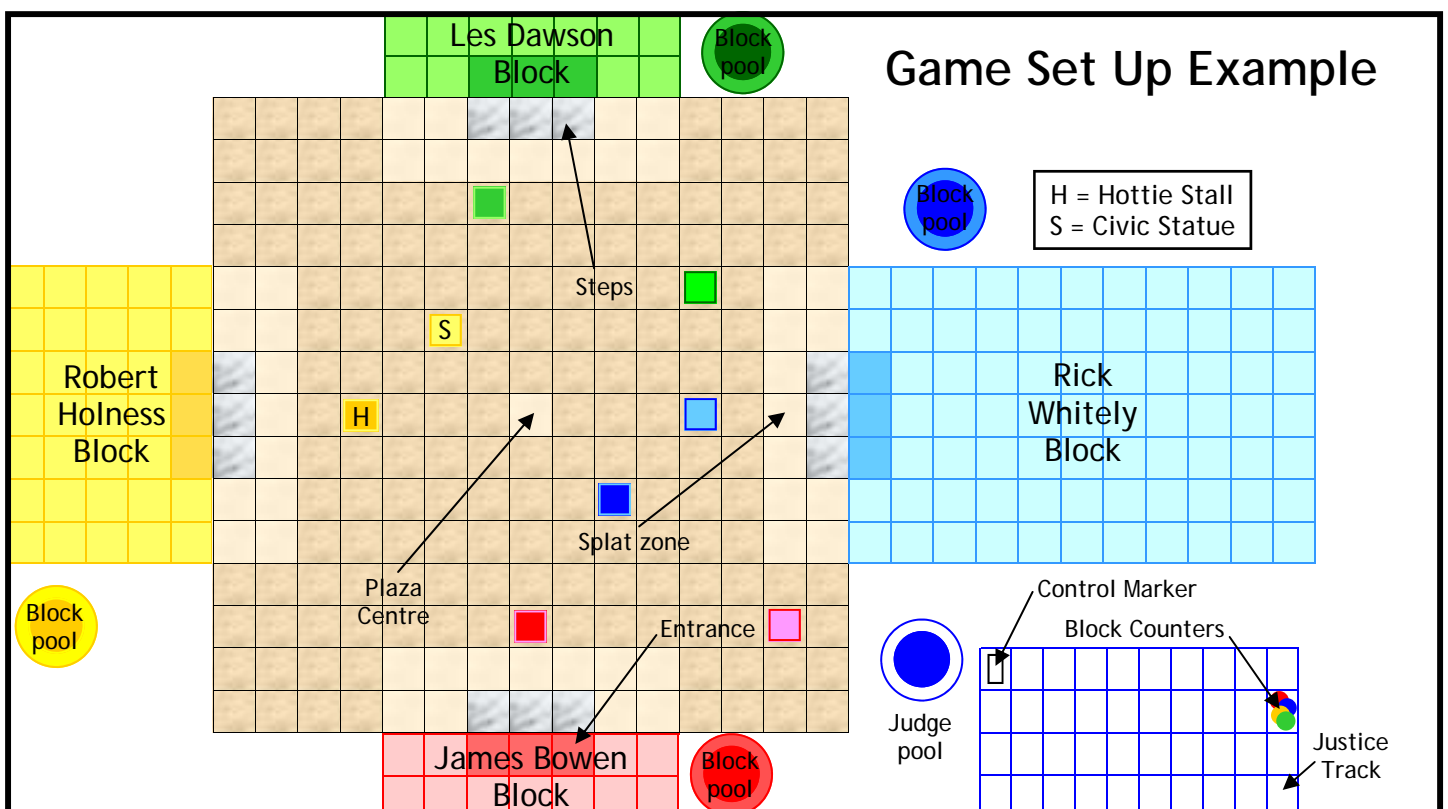 Les Dawson
Block
Block
pool
Game Set Up Example
Block
pool
H = Hottie Stall
S = Civic Statue
Steps
S
Robert
Holness
Block
H
Rick
Whitely
Block
Splat zone
Plaza
Centre
Block
pool
Entrance
Control Marker
Block Counters
Judge
pool
Justice
Track
James Bowen
Block
Block
pool